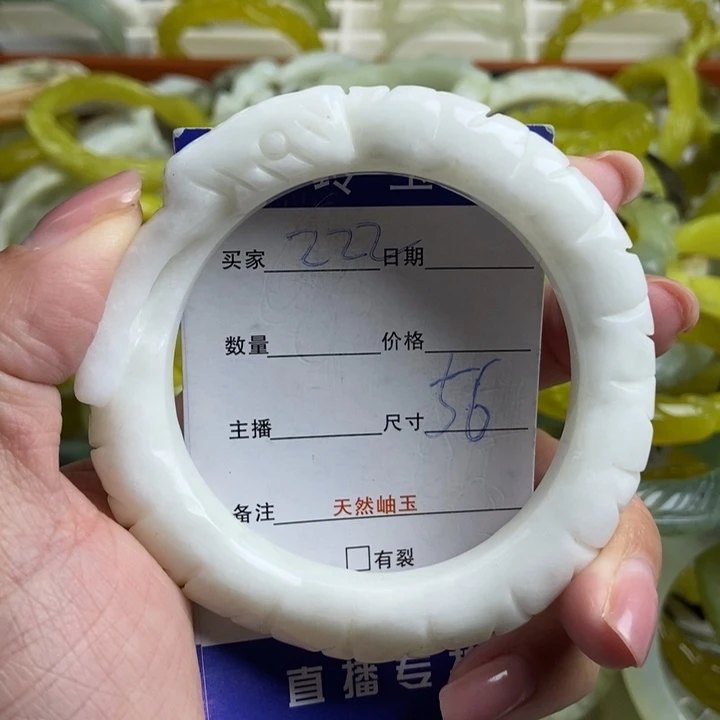 买家 222 日期
数量 价格
主播 尺寸 56
备注 天然岫玉
□有裂
直播专